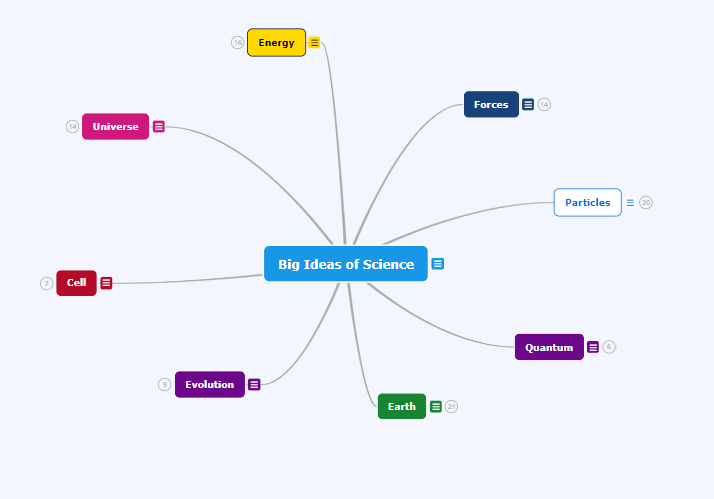 16 Energy
Forces 14
14 Universe
Particles 20
Big Ideas of Science
7 Cell
Quantum 6
9 Evolution
Earth 21